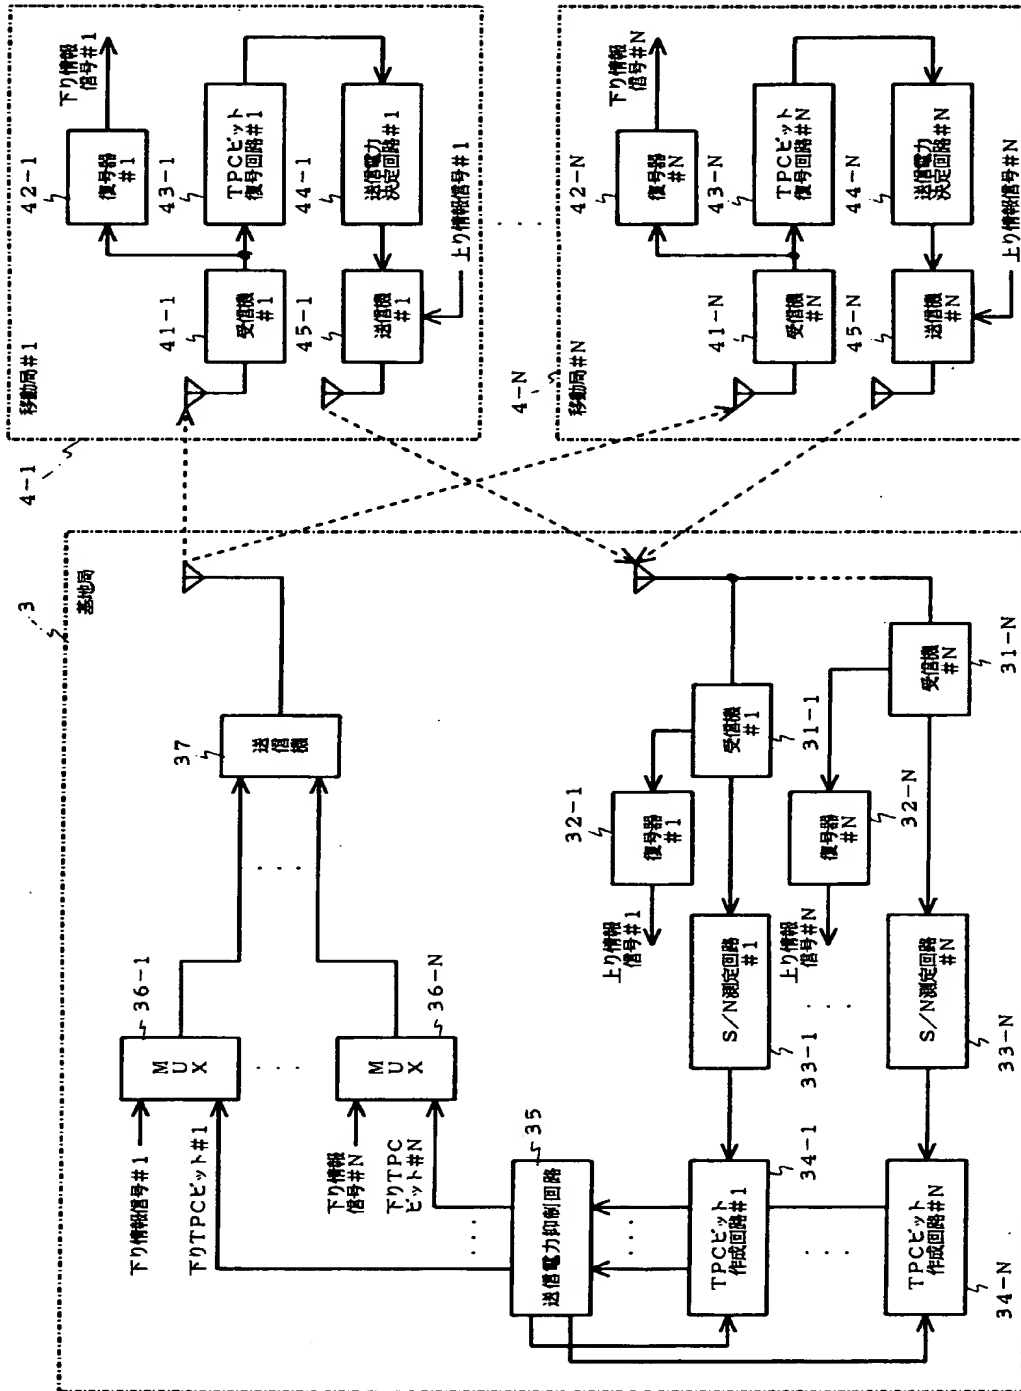 3
基地局
下り情報信号#1
下りTPCビット#1
MUX
36-1
下り情報
信号#N
下りTPC
ビット#N
MUX
36-N
37
送信機
送信電力抑制回路
35
TPCビット
作成回路#1
34-1
TPCビット
作成回路#N
34-N
S/N測定回路
#1
33-1
S/N測定回路
#N
33-N
上り情報
信号#1
復号器
#1
32-1
上り情報
信号#N
復号器
#N
32-N
受信機
#1
31-1
受信機
#N
31-N
4-1
移動局#1
41-1
受信機
#1
42-1
復号器
#1
下り情報
信号#1
43-1
TPCビット
復号回路#1
44-1
送信電力
決定回路#1
45-1
送信機
#1
上り情報信号#1
4-N
移動局#N
41-N
受信機
#N
42-N
復号器
#N
下り情報
信号#N
43-N
TPCビット
復号回路#N
44-N
送信電力
決定回路#N
45-N
送信機
#N
上り情報信号#N